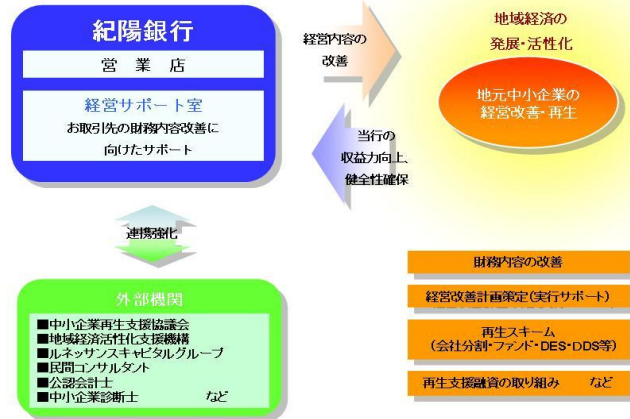 紀陽銀行
営 業 店
経営サポート室
お取引先の財務内容改善に
向けたサポート
経営内容の
改善
当行の
収益力向上、
健全性確保
地域経済の
発展・活性化
地元中小企業の
経営改善・再生
連携強化
外部機関
■中小企業再生支援協議会
■地域経済活性化支援機構
■ルネッサンスキャピタルグループ
■民間コンサルタント
■公認会計士
■中小企業診断士 など
財務内容の改善
経営改善計画策定(実行サポート)
再生スキーム
(会社分割・ファンド・DES・DDS等)
再生支援融資の取り組み など